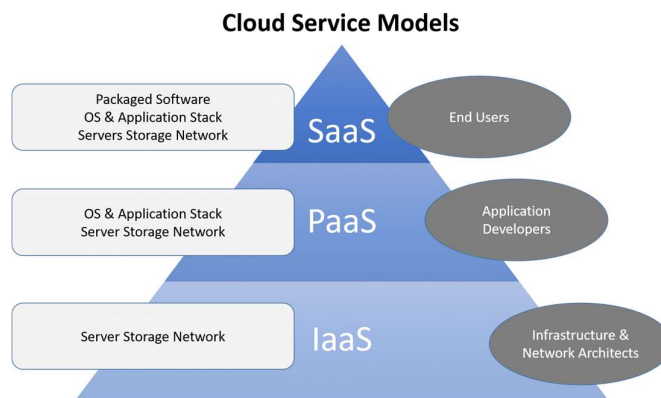 Cloud Service Models
Packaged Software
OS & Application Stack
Servers Storage Network
SaaS
End Users
OS & Application Stack
Server Storage Network
PaaS
Application
Developers
Server Storage Network
IaaS
Infrastructure &
Network Architects